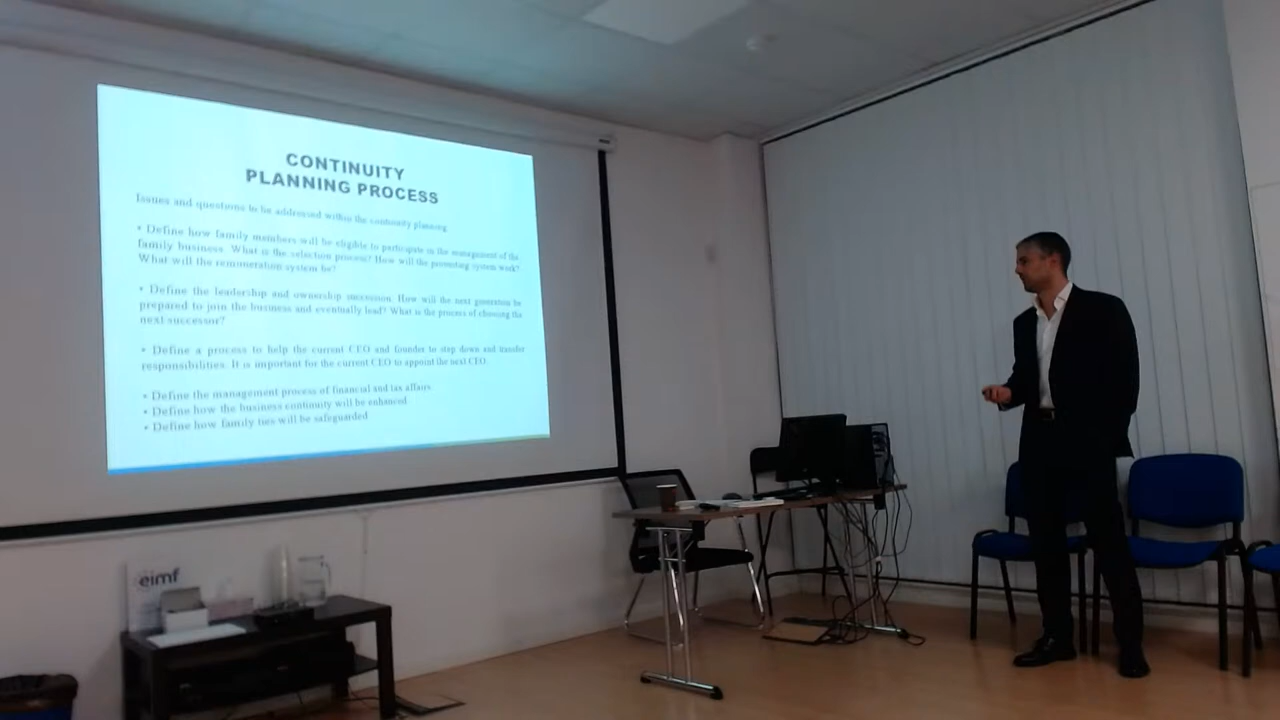 CONTINUITY
PLANNING PROCESS
Issues and questions to be addressed within the continuity planning
• Define how family members will be eligible to participate in the management of the
family business. What is the selection process? How will the parenting system work?
What will the remuneration system be?
• Define the leadership and ownership succession. How will the next generation be
prepared to join the business and eventually lead? What is the process of choosing the
next successor?
• Define a process to help the current CEO and founder to step down and transfer
responsibilities. It is important for the current CEO to appoint the next CEO.
• Define the management process of financial and tax affairs
• Define how the business continuity will be enhanced
• Define how family ties will be safeguarded
eimf